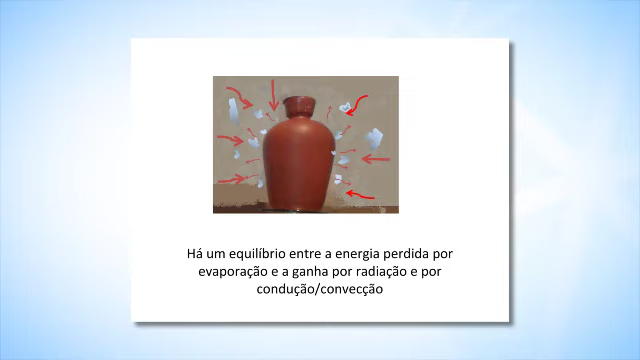 Há um equilíbrio entre a energia perdida por
evaporação e a ganha por radiação e por
condução/convecção